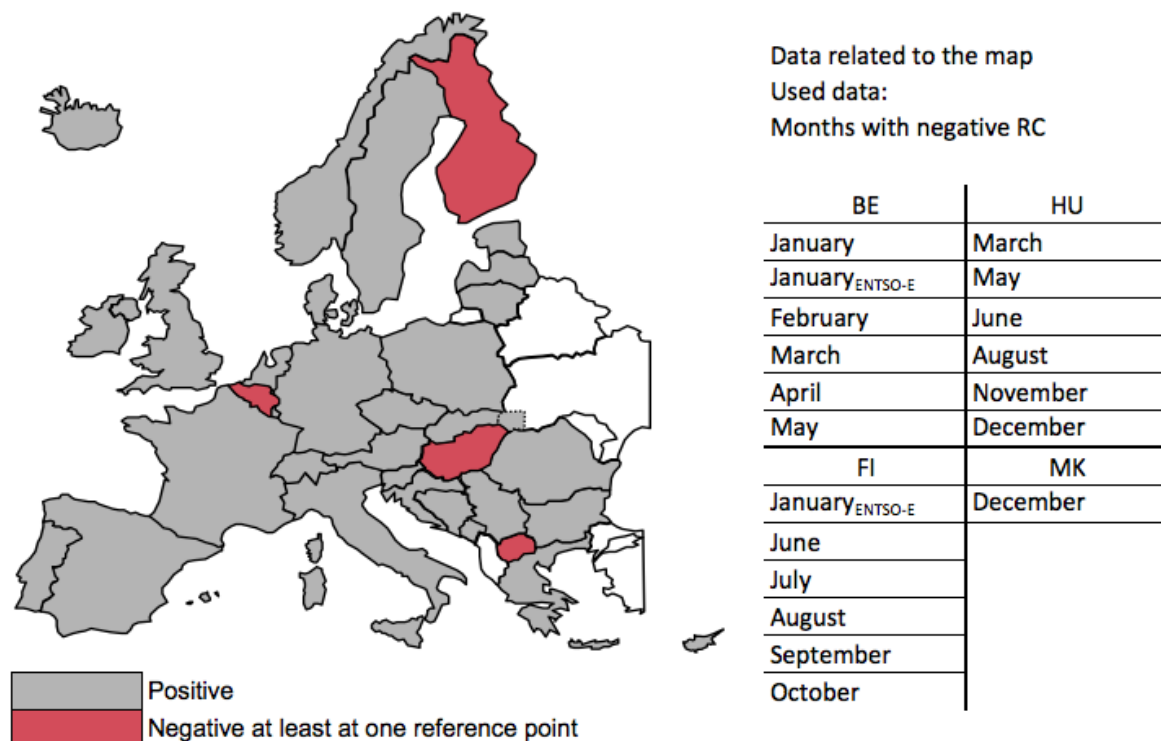 Data related to the map
Used data:
Months with negative RC
BE HU
January March
JanuaryENTSO-E May
February June
March August
April November
May December
FI MK
JanuaryENTSO-E December
June
July
August
September
October
Positive
Negative at least at one reference point